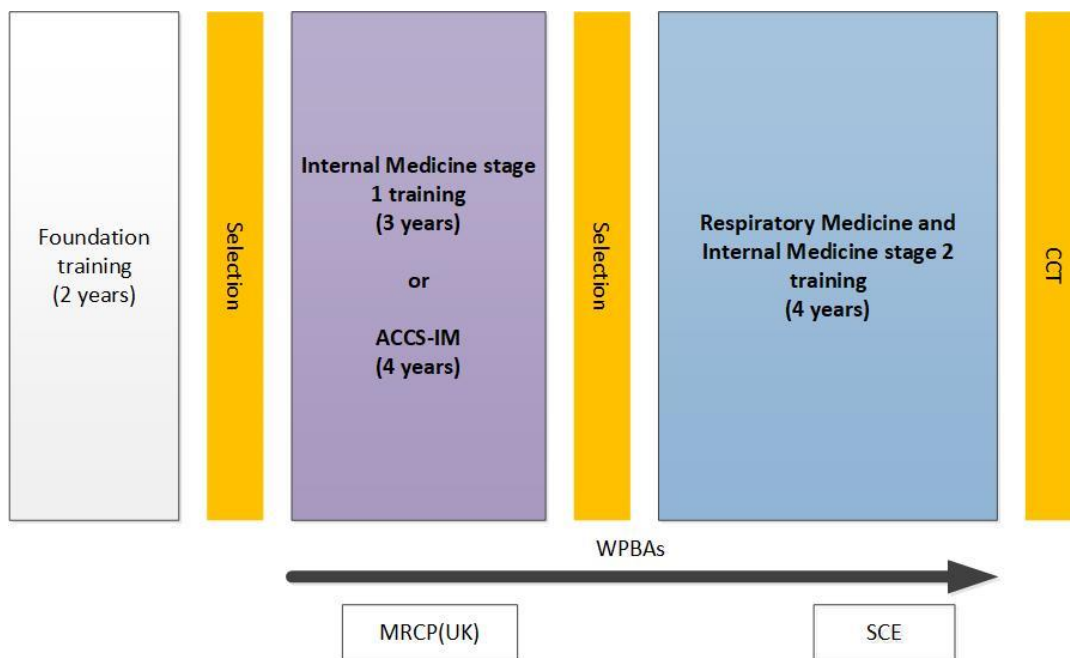 Foundation
training
(2 years)
Selection
Internal Medicine stage
1 training
(3 years)
or
ACCS-IM
(4 years)
Selection
Respiratory Medicine and
Internal Medicine stage 2
training
(4 years)
CCT
WPBAs
MRCP(UK)
SCE